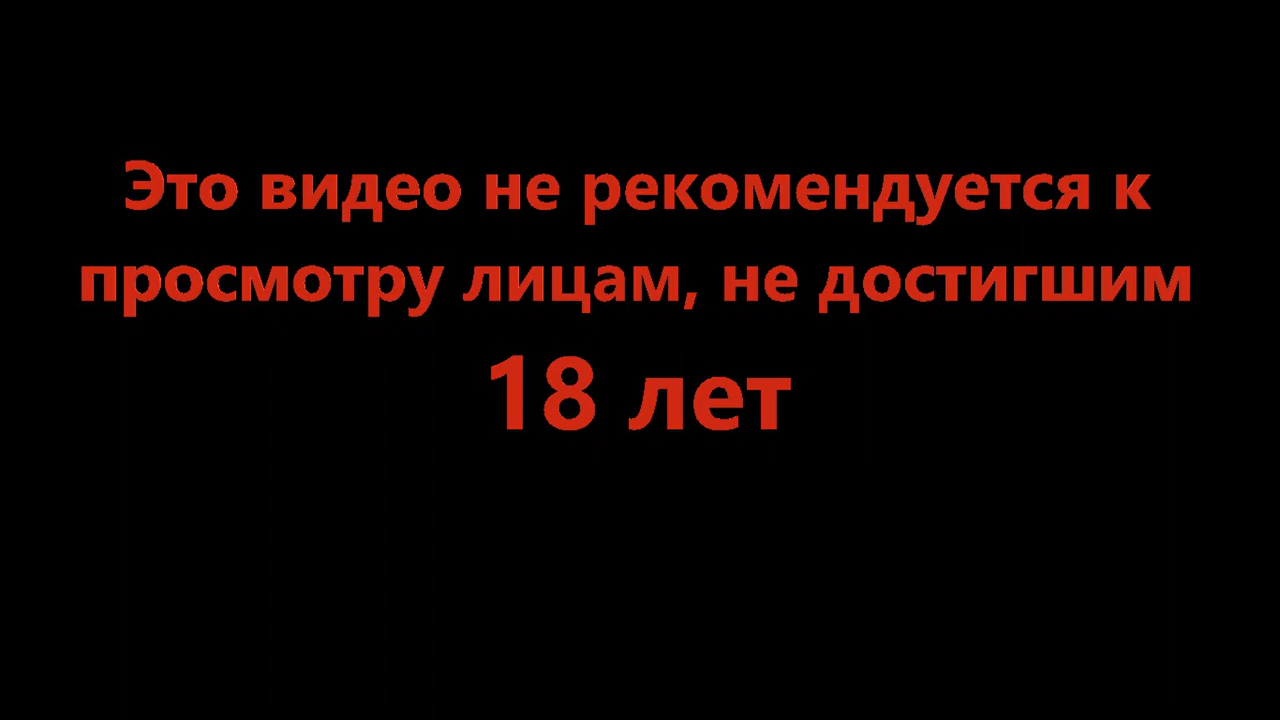 Это видео не рекомендуется к
просмотру лицам, не достигшим
18 лет